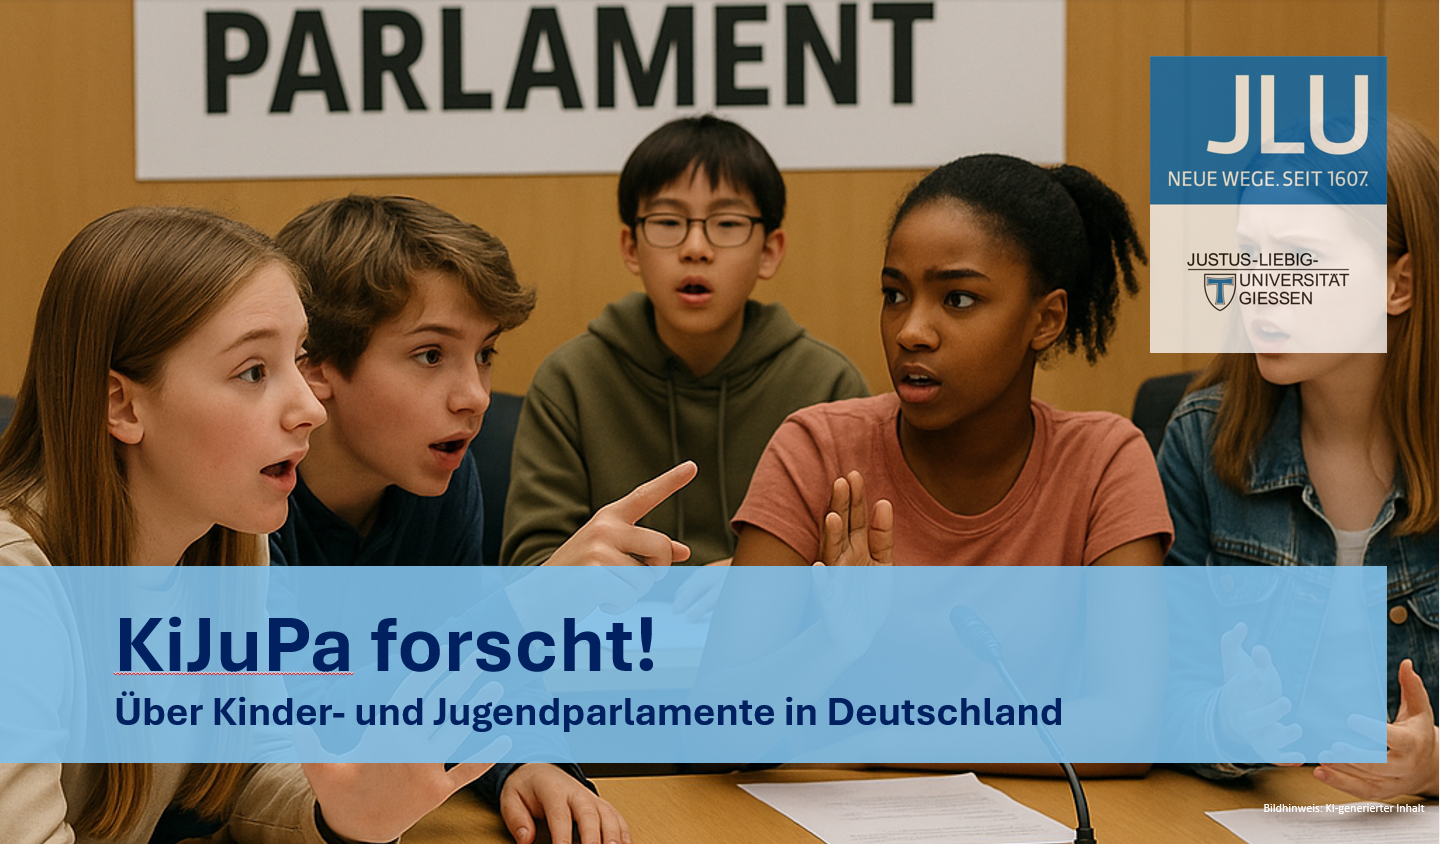 PARLAMENT
JLU
NEUE WEGE. SEIT 1607.
JUSTUS-LIEBIG-
UNIVERSITÄT
GIESSEN
KiJuPa forscht!
Über Kinder- und Jugendparlamente in Deutschland
Bildhinweis: KI-generierter Inhalt